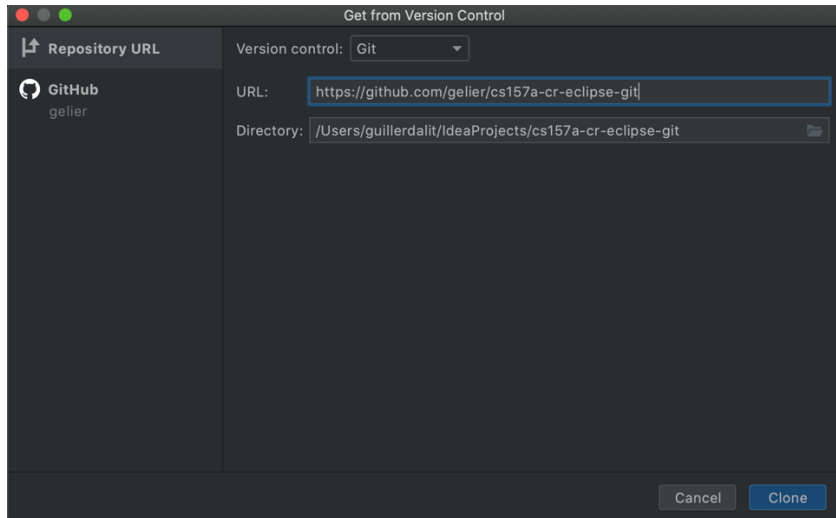 Get from Version Control
Repository URL
GitHub
gelier
Version control: Git
URL: https://github.com/gelier/cs157a-cr-eclipse-git
Directory: /Users/guillerdalit/IdeaProjects/cs157a-cr-eclipse-git
Cancel Clone